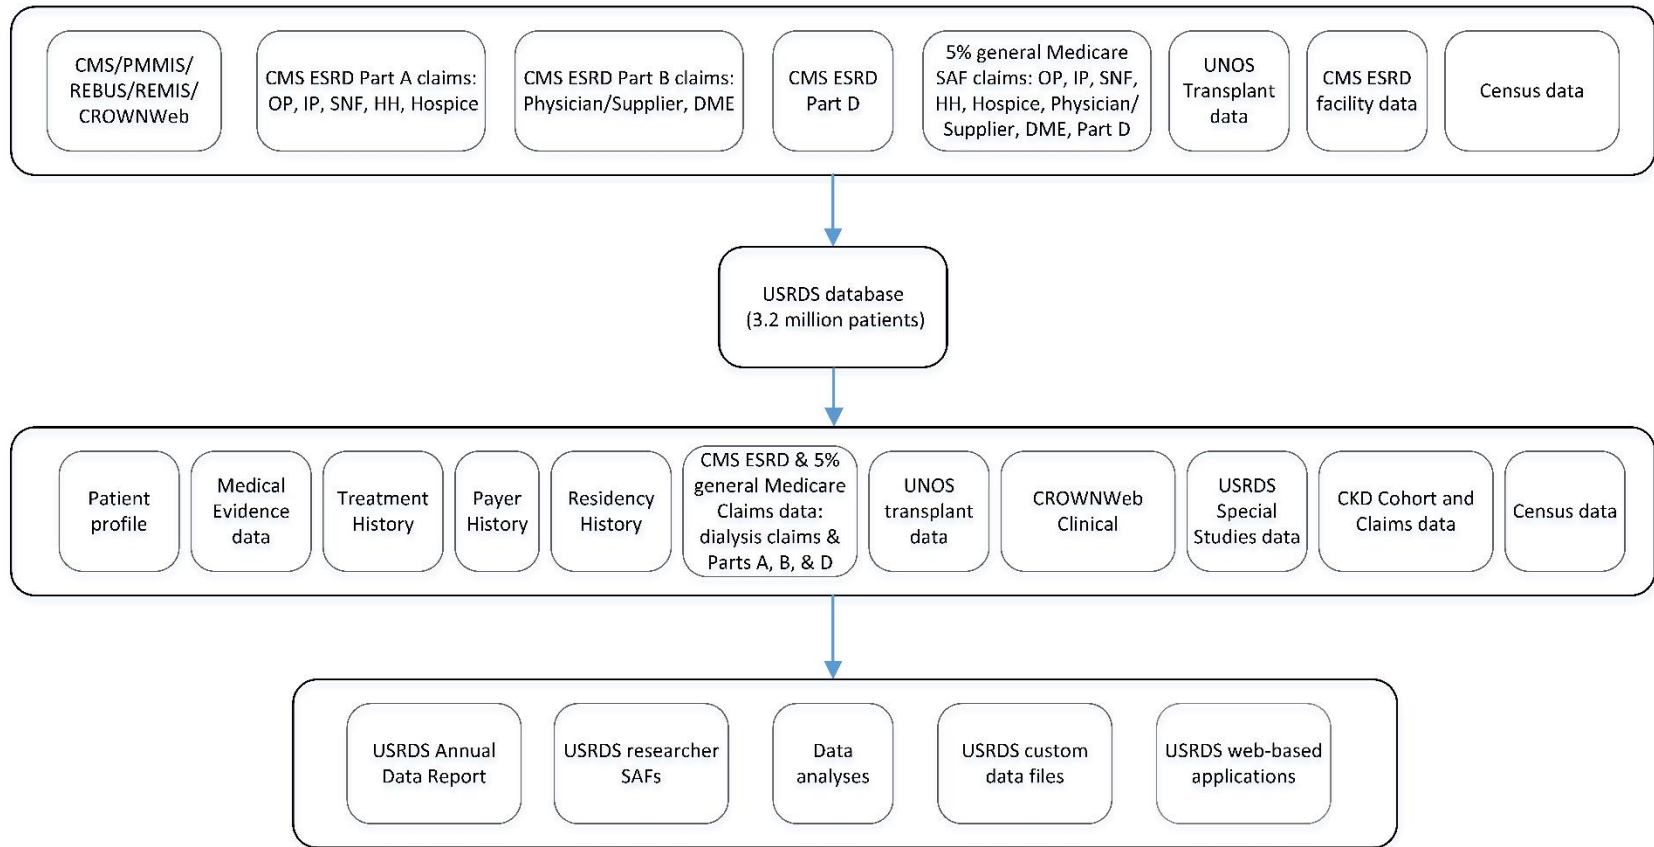 CMS/PMMIS/
REBUS/REMIS/
CROWNWeb
CMS ESRD Part A claims:
OP, IP, SNF, HH, Hospice
CMS ESRD Part B claims:
Physician/Supplier, DME
CMS ESRD
Part D
5% general Medicare
SAF claims: OP, IP, SNF,
HH, Hospice, Physician/
Supplier, DME, Part D
UNOS
Transplant
data
CMS ESRD
facility data
Census data
USRDS database
(3.2 million patients)
Patient
profile
Medical
Evidence
data
Treatment
History
Payer
History
Residency
History
CMS ESRD & 5%
general Medicare
Claims data:
dialysis claims &
Parts A, B, & D
UNOS
transplant
data
CROWNWeb
Clinical
USRDS
Special
Studies data
CKD Cohort and
Claims data
Census data
USRDS Annual
Data Report
USRDS researcher
SAFs
Data
analyses
USRDS custom
data files
USRDS web-based
applications